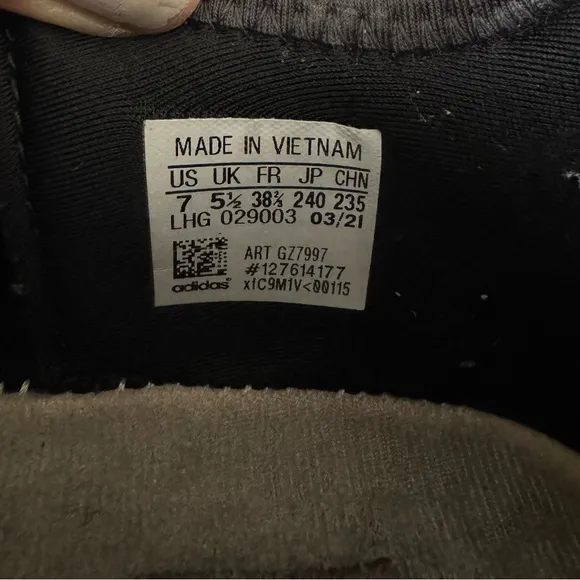 MADE IN VIETNAM
US UK FR JP CHN
7 5½ 38⅔ 240 235
LHG 029003 03/21
ART GZ7997
#127614177
adidas xIC9M1V<00115